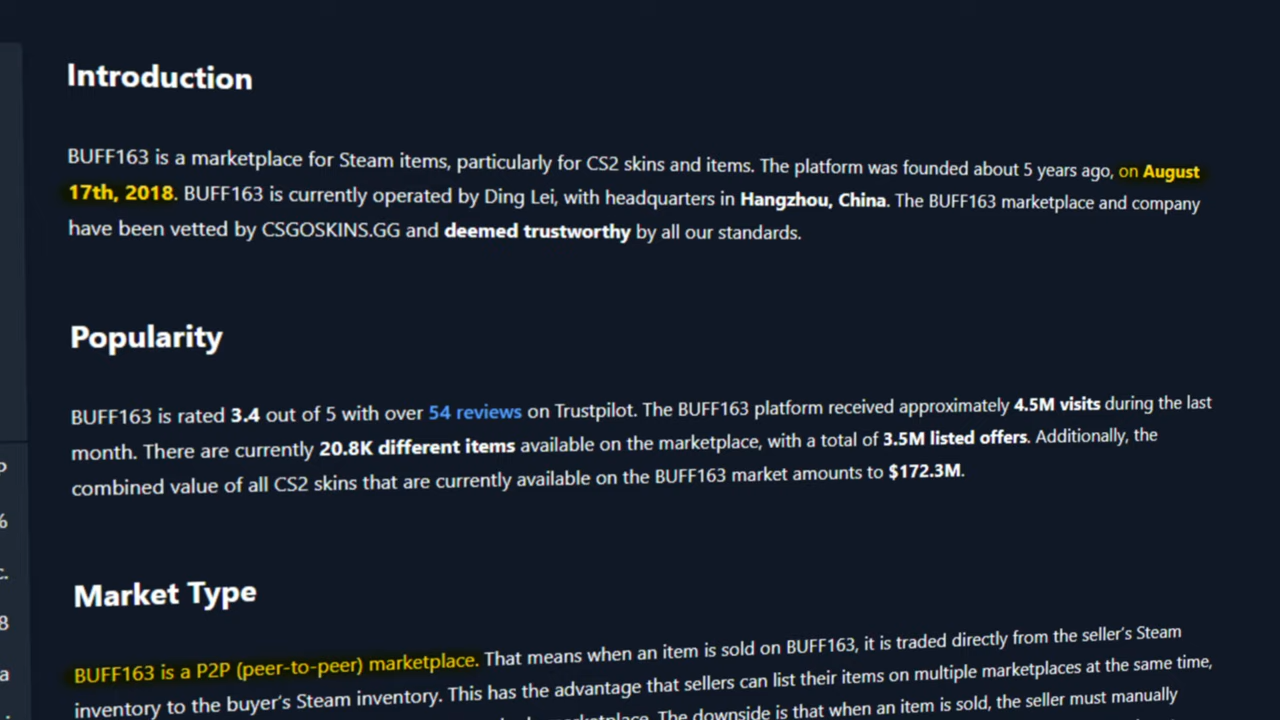 Introduction
BUFF163 is a marketplace for Steam items, particularly for CS2 skins and items. The platform was founded about 5 years ago, on August
17th, 2018. BUFF163 is currently operated by Ding Lei, with headquarters in Hangzhou, China. The BUFF163 marketplace and company
have been vetted by CSGOSKINS.GG and deemed trustworthy by all our standards.
Popularity
BUFF163 is rated 3.4 out of 5 with over 54 reviews on Trustpilot. The BUFF163 platform received approximately 4.5M visits during the last
month. There are currently 20.8K different items available on the marketplace, with a total of 3.5M listed offers. Additionally, the
combined value of all CS2 skins that are currently available on the BUFF163 market amounts to $172.3M.
Market Type
BUFF163 is a P2P (peer-to-peer) marketplace. That means when an item is sold on BUFF163, it is traded directly from the seller's Steam
inventory to the buyer's Steam inventory. This has the advantage that sellers can list their items on multiple marketplaces at the same time,
The downside is that when an item is sold, the seller must manually